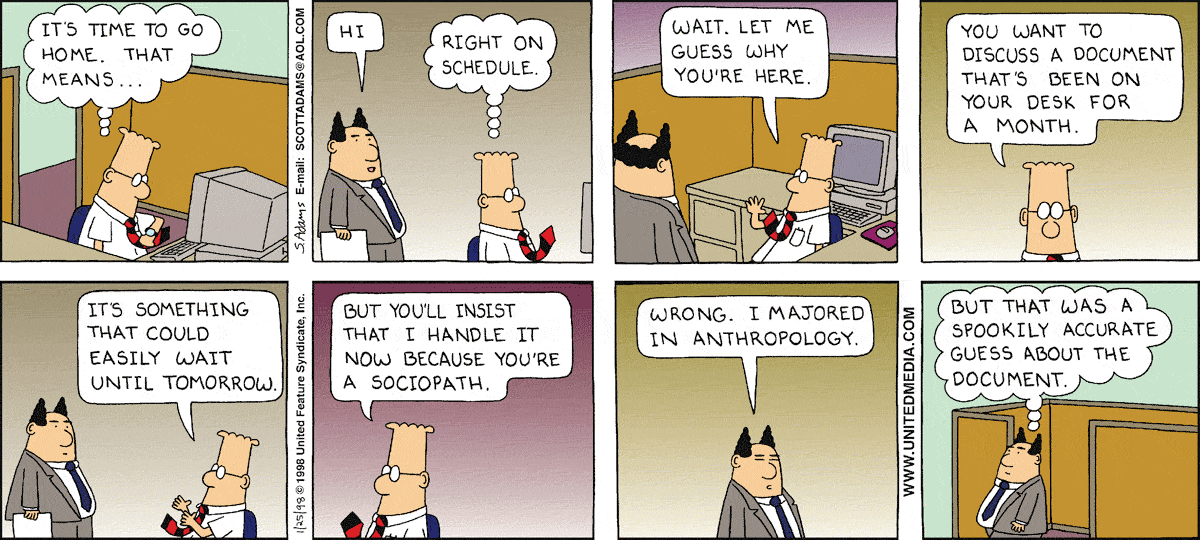 IT'S TIME TO GO
HOME. THAT
MEANS...
S. Adams E-mail: SCOTTADAMS@AOL.COM
HI
RIGHT ON
SCHEDULE.
WAIT. LET ME
GUESS WHY
YOU'RE HERE.
YOU WANT TO
DISCUSS A DOCUMENT
THAT'S BEEN ON
YOUR DESK FOR
A MONTH.
IT'S SOMETHING
THAT COULD
EASILY WAIT
UNTIL TOMORROW.
1/25/98 © 1998 United Feature Syndicate, Inc.
BUT YOU'LL INSIST
THAT I HANDLE IT
NOW BECAUSE YOU'RE
A SOCIOPATH.
WRONG. I MAJORED
IN ANTHROPOLOGY.
WWW.UNITEDMEDIA.COM
BUT THAT WAS A
SPOOKILY ACCURATE
GUESS ABOUT THE
DOCUMENT.